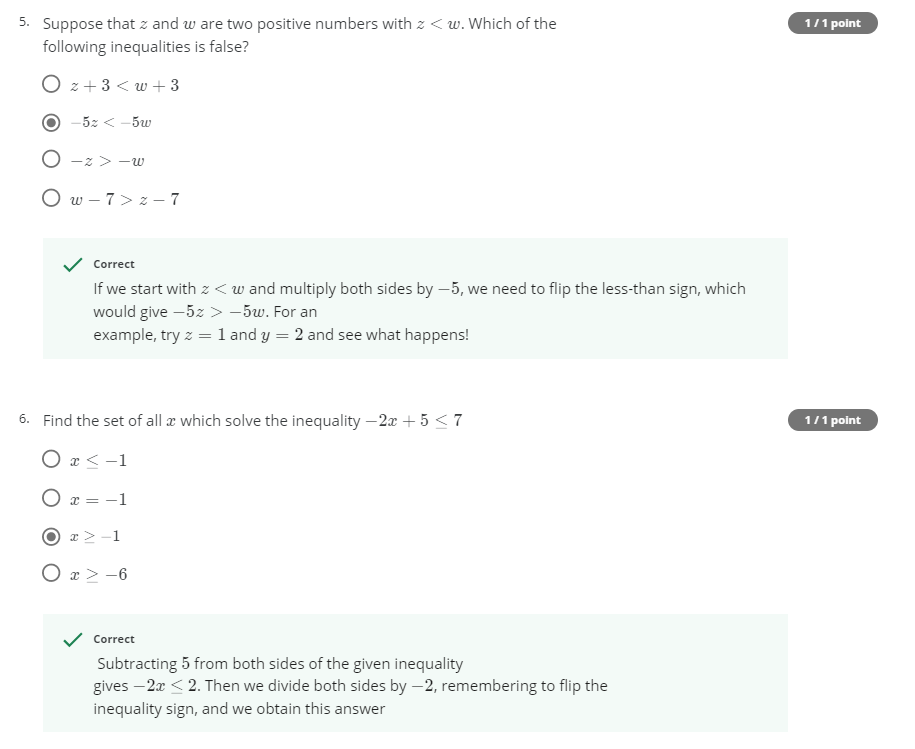 5. Suppose that z and w are two positive numbers with z < w. Which of the 1 / 1 point
following inequalities is false?
z + 3 < w + 3
−5z < −5w
−z > −w
w − 7 > z − 7
Correct
If we start with z < w and multiply both sides by −5, we need to flip the less-than sign, which
would give −5z > −5w. For an
example, try z = 1 and y = 2 and see what happens!
6. Find the set of all x which solve the inequality −2x + 5 ≤ 7 1 / 1 point
x ≤ −1
x = −1
x ≥ −1
x ≥ −6
Correct
Subtracting 5 from both sides of the given inequality
gives −2x ≤ 2. Then we divide both sides by −2, remembering to flip the
inequality sign, and we obtain this answer